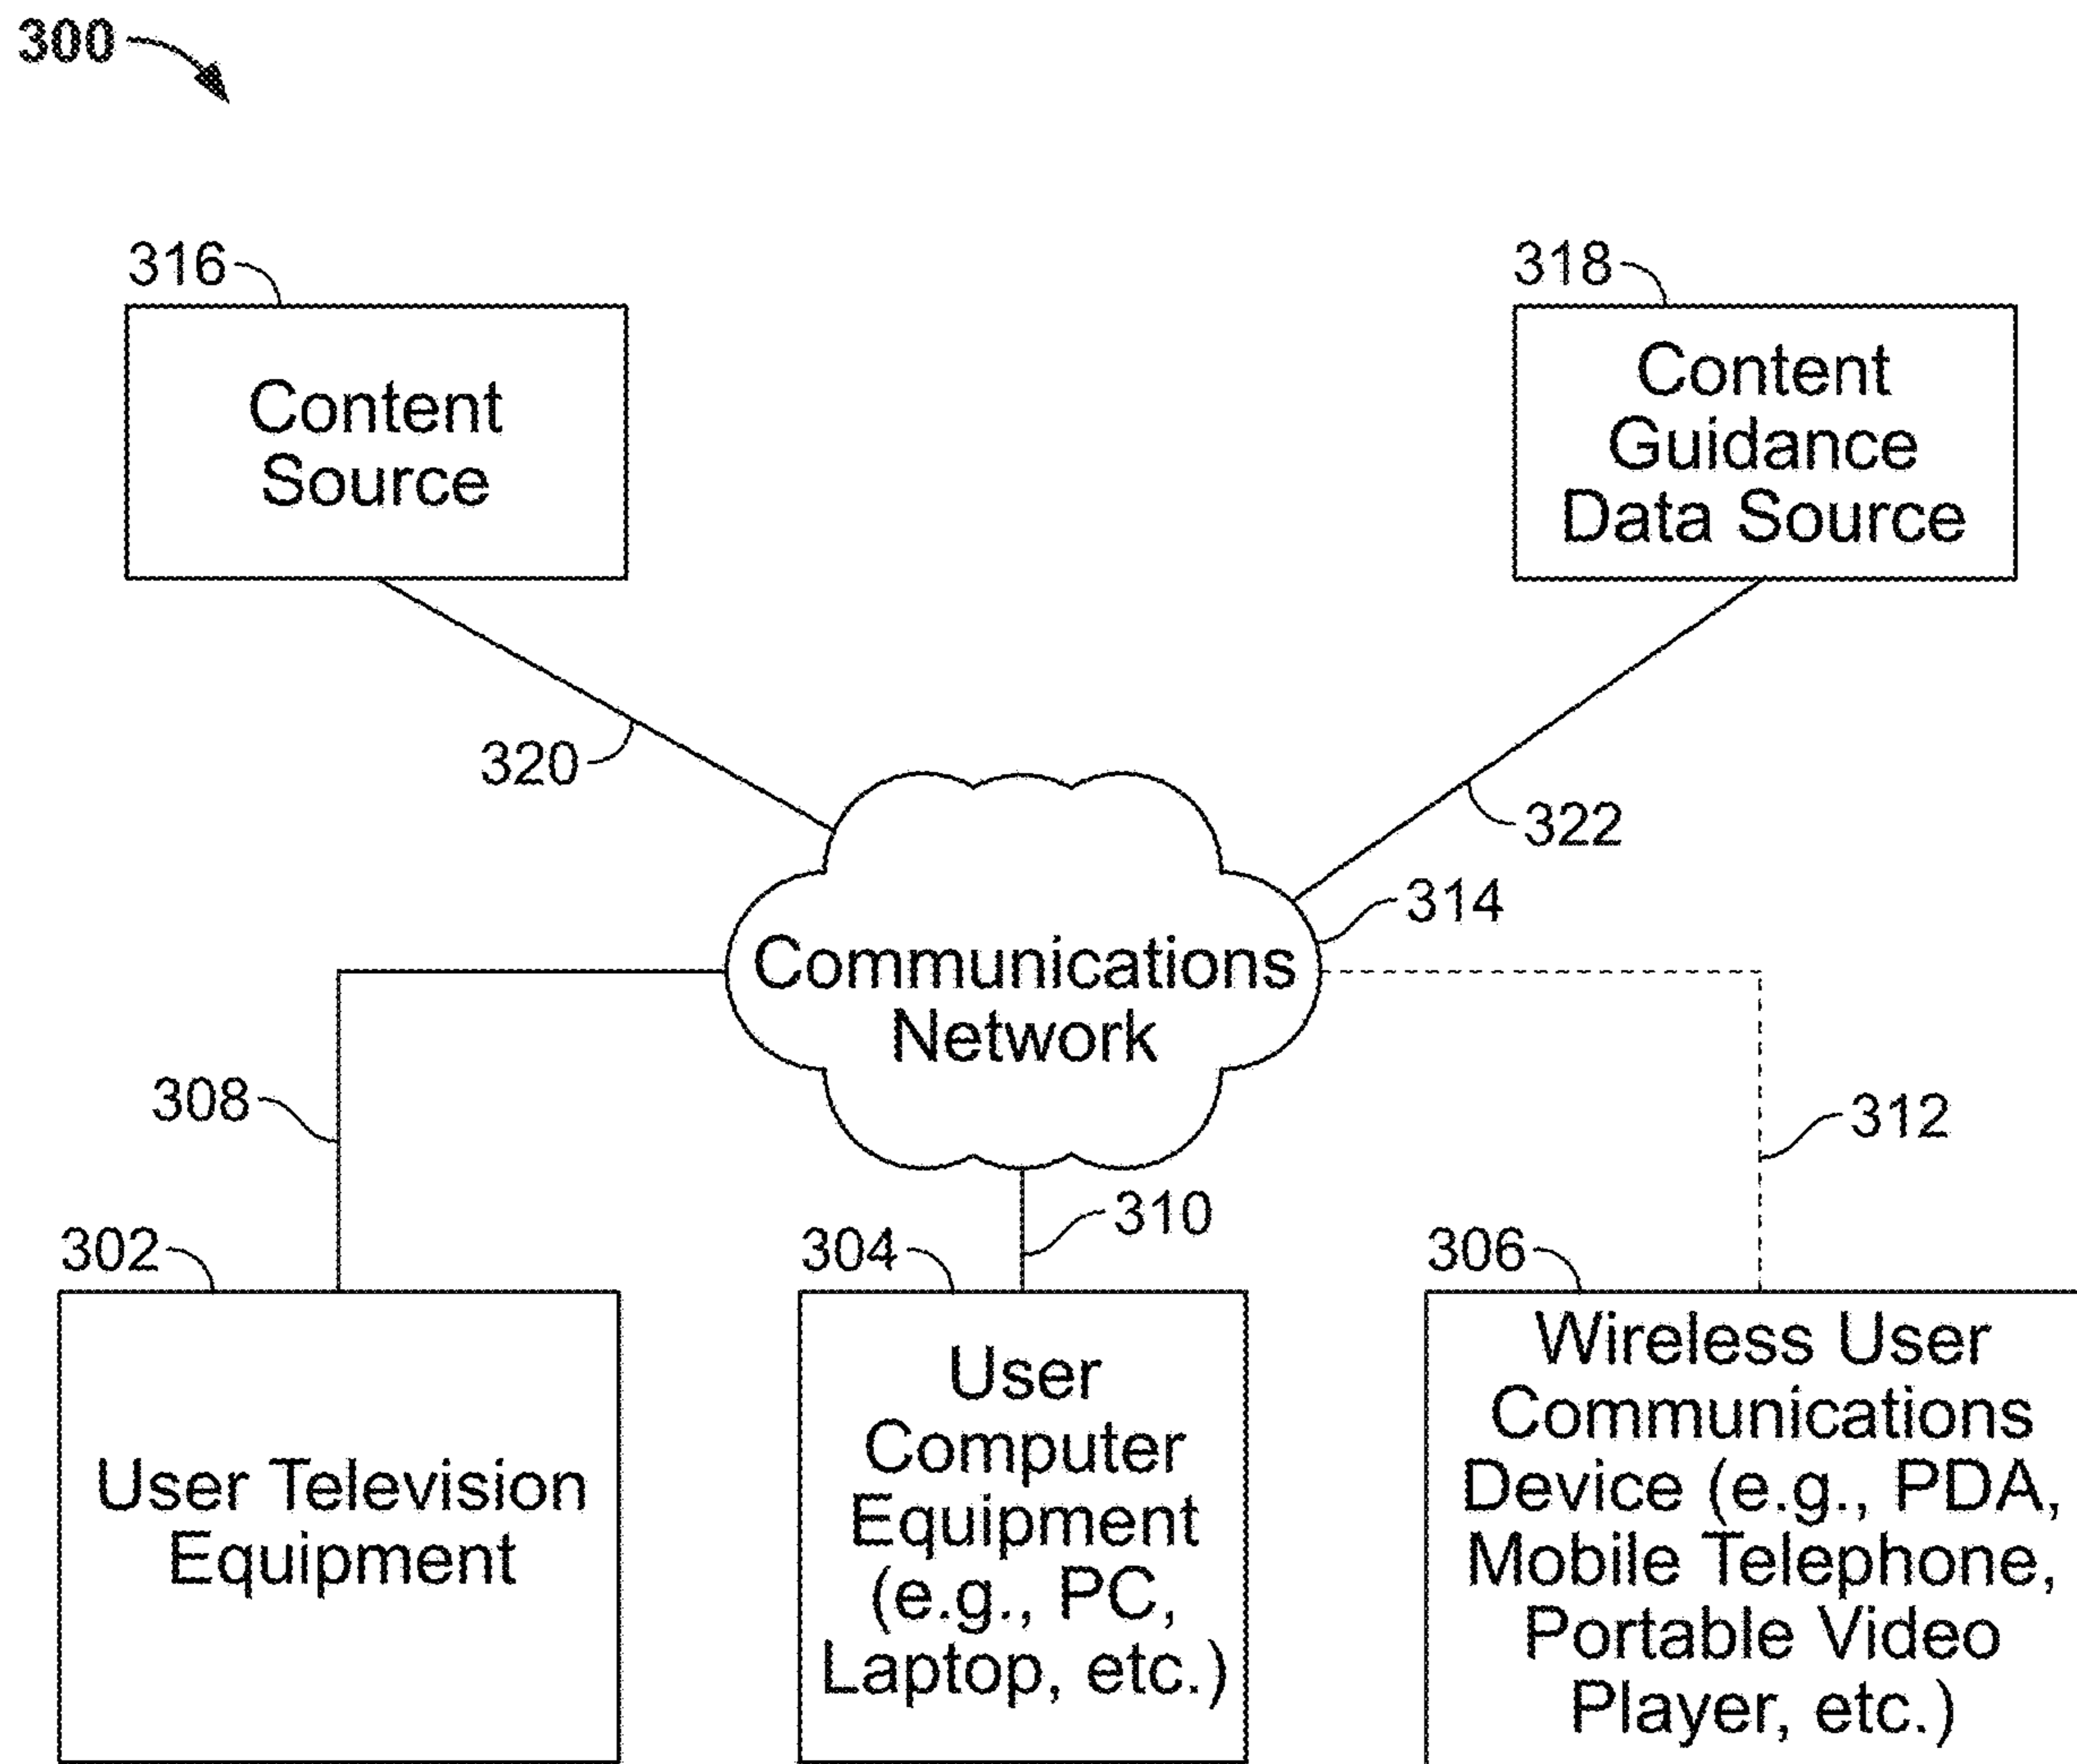 300
316
Content
Source
318
Content
Guidance
Data Source
320
322
314
Communications
Network
308
312
310
302
User Television
Equipment
304
User
Computer
Equipment
(e.g., PC,
Laptop, etc.)
306
Wireless User
Communications
Device (e.g., PDA,
Mobile Telephone,
Portable Video
Player, etc.)